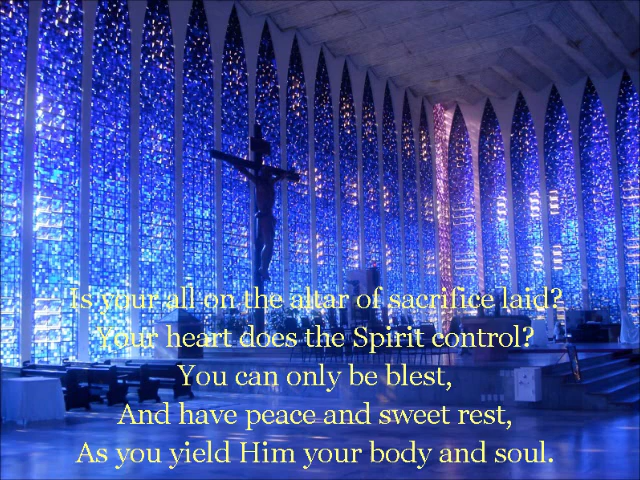 Is your all on the altar of sacrifice laid?
Your heart does the Spirit control?
You can only be blest,
And have peace and sweet rest,
As you yield Him your body and soul.